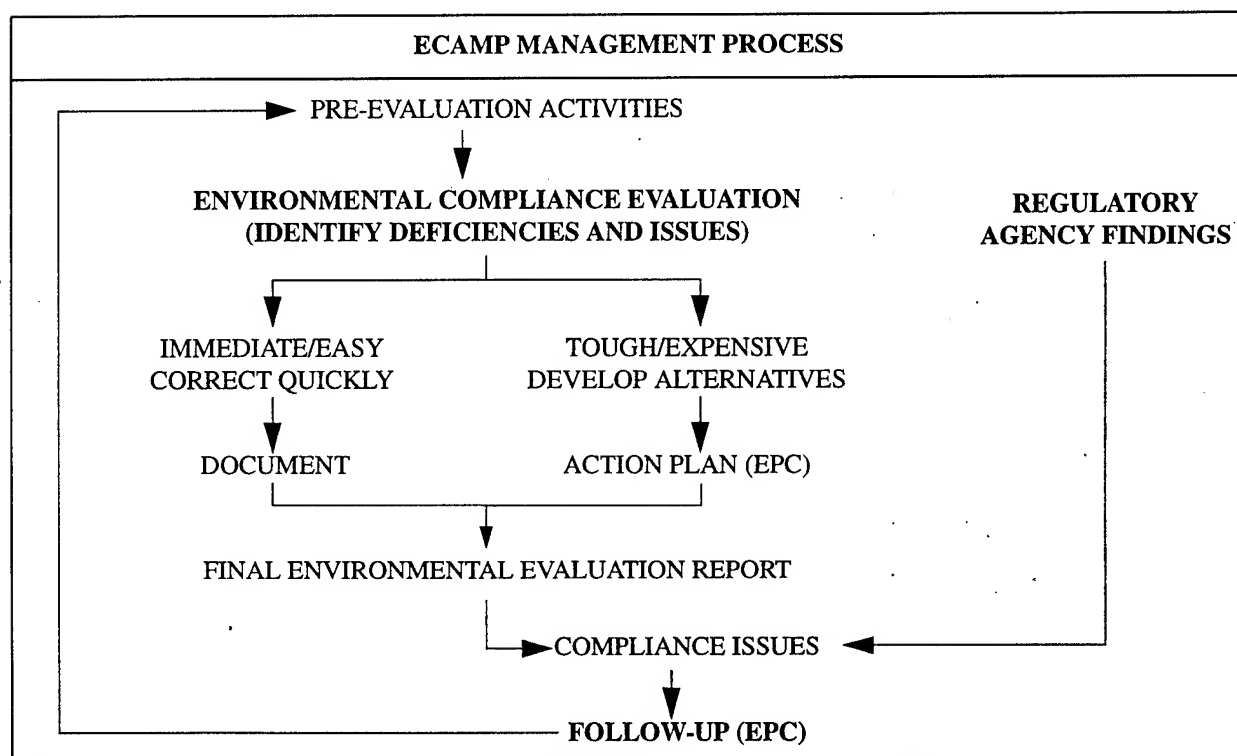 ECAMP MANAGEMENT PROCESS
PRE-EVALUATION ACTIVITIES
ENVIRONMENTAL COMPLIANCE EVALUATION
(IDENTIFY DEFICIENCIES AND ISSUES)
REGULATORY
AGENCY FINDINGS
IMMEDIATE/EASY
CORRECT QUICKLY
TOUGH/EXPENSIVE
DEVELOP ALTERNATIVES
DOCUMENT
ACTION PLAN (EPC)
FINAL ENVIRONMENTAL EVALUATION REPORT
COMPLIANCE ISSUES
FOLLOW-UP (EPC)